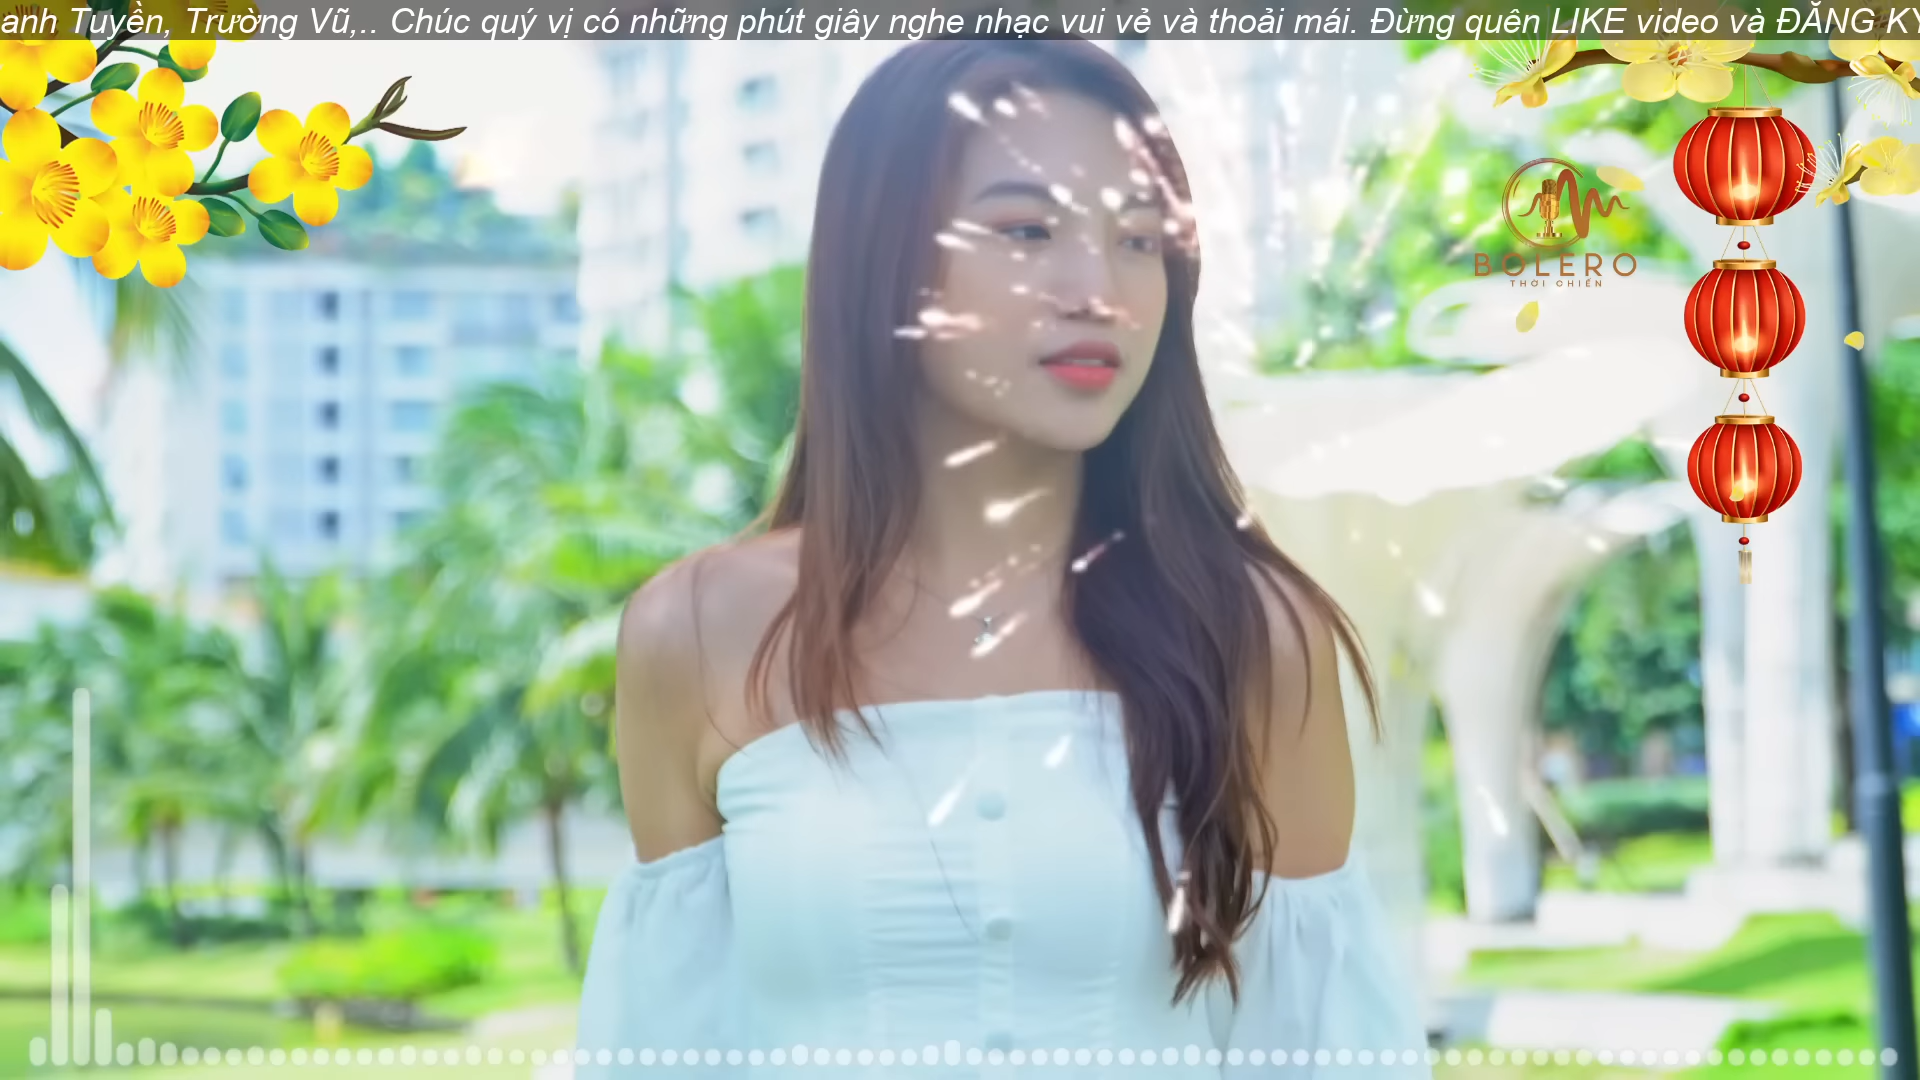 anh Tuyền, Trường Vũ,.. Chúc quý vị có những phút giây nghe nhạc vui vẻ và thoải mái. Đừng quên LIKE video và ĐĂNG KÝ
BOLERO
THỜI CHIẾN